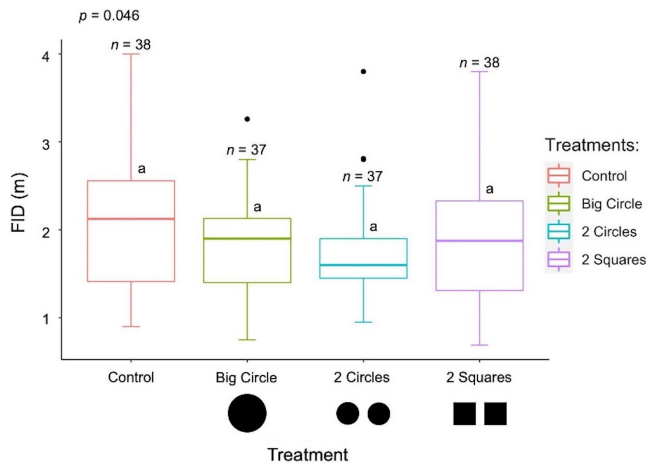 p = 0.046
n = 38
n = 38
n = 37
n = 37
a
a
a
a
4
3
2
1
FID (m)
Control
Big Circle
2 Circles
2 Squares
Treatment
Treatments:
Control
Big Circle
2 Circles
2 Squares